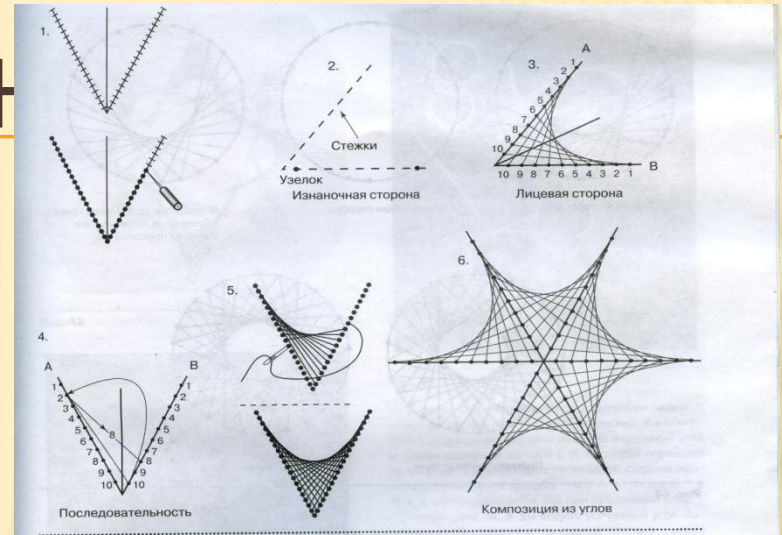 1.
2.
Стежки
Узелок
Изнаночная сторона
3.
A
1
2
3
4
5
6
7
8
9
10
10 9 8 7 6 5 4 3 2 1
B
Лицевая сторона
4.
A B
1 1
2 2
3 3
4 4
5 5
6 6
7 7
8 8 8
9 9
10 10
Последовательность
5.
6.
Композиция из углов